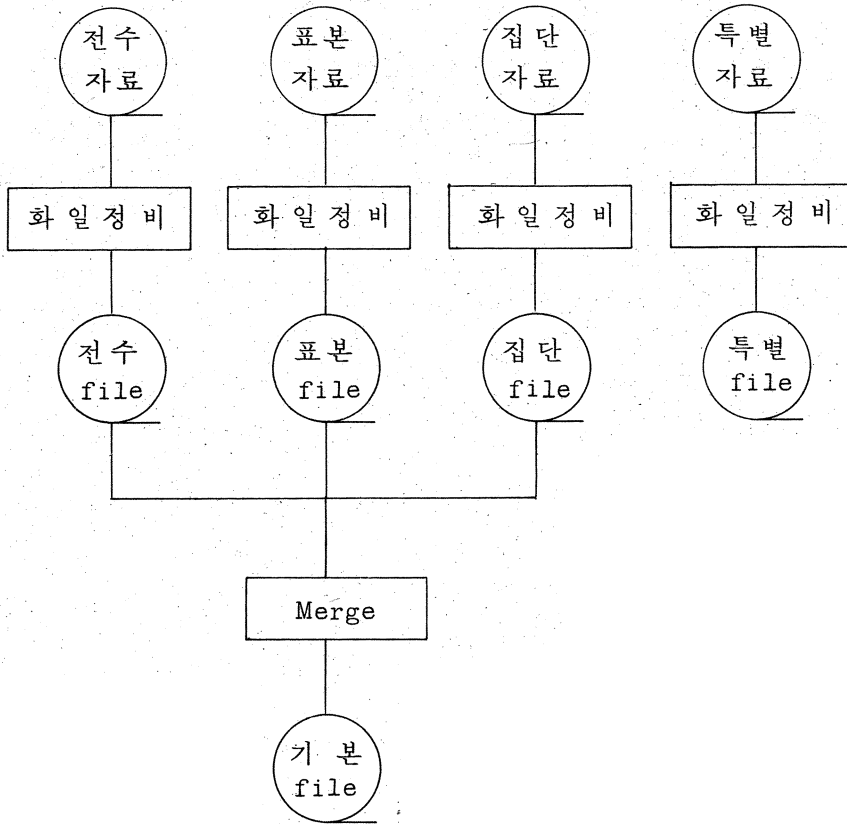 전수
자료
표본
자료
집단
자료
특별
자료
화일정비
화일정비
화일정비
화일정비
전수
file
표본
file
집단
file
특별
file
Merge
기본
file